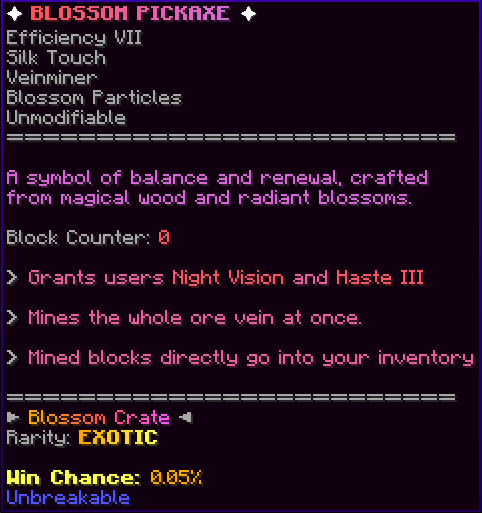 ✦ BLOSSOM PICKAXE ✦
Efficiency VII
Silk Touch
Veinminer
Blossom Particles
Unmodifiable
=========================
A symbol of balance and renewal, crafted
from magical wood and radiant blossoms.
Block Counter: 0
> Grants users Night Vision and Haste III
> Mines the whole ore vein at once.
> Mined blocks directly go into your inventory
=========================
► Blossom Crate ◄
Rarity: EXOTIC
Win Chance: 0.05%
Unbreakable